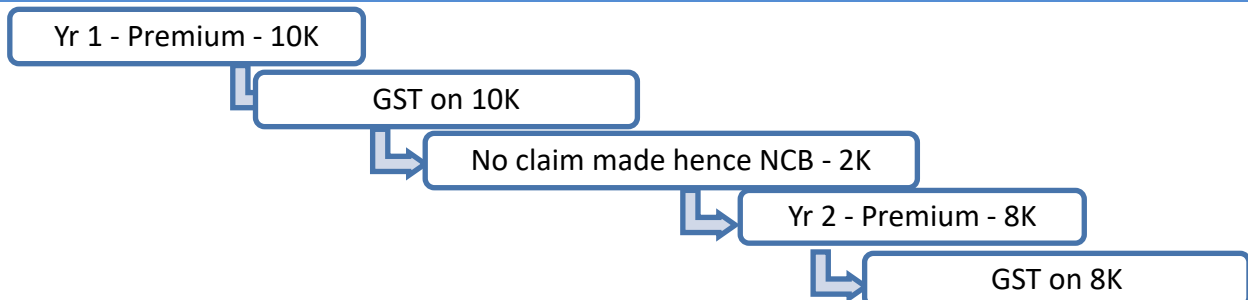 Yr 1 - Premium - 10K
GST on 10K
No claim made hence NCB - 2K
Yr 2 - Premium - 8K
GST on 8K